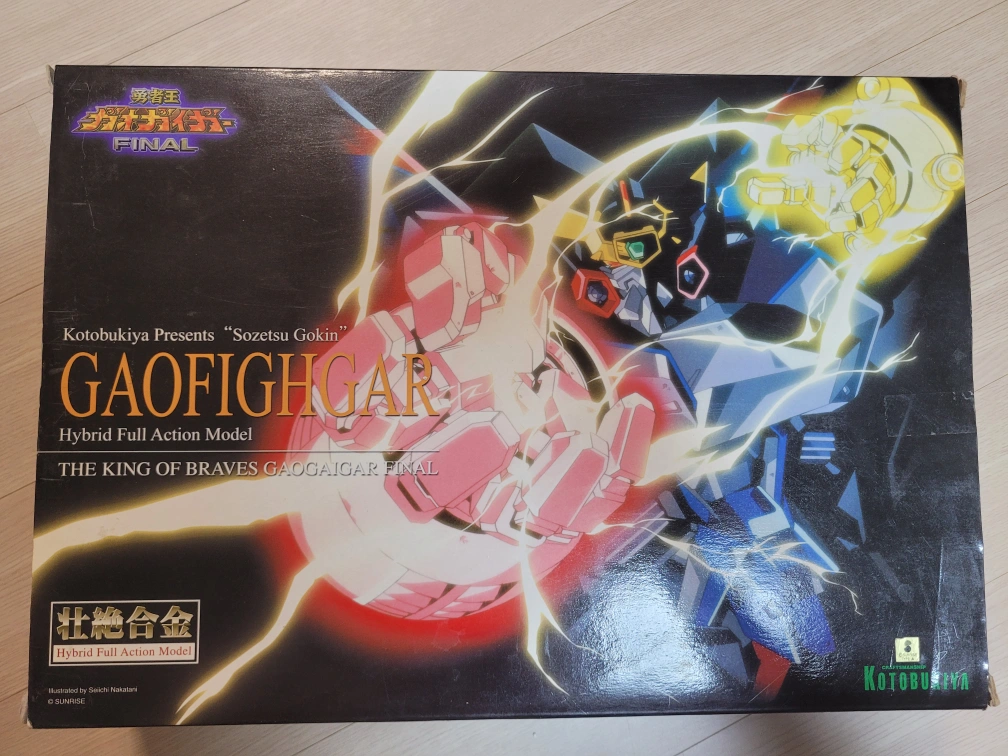 勇者王
ガオガイガー
FINAL
Kotobukiya Presents “Sozetsu Gokin”
GAOFIGHGAR
Hybrid Full Action Model
THE KING OF BRAVES GAOGAIGAR FINAL
壮絶合金
Hybrid Full Action Model
Illustrated by Seiichi Nakatani
© SUNRISE
CRAFTSMANSHIP
KOTOBUKIYA